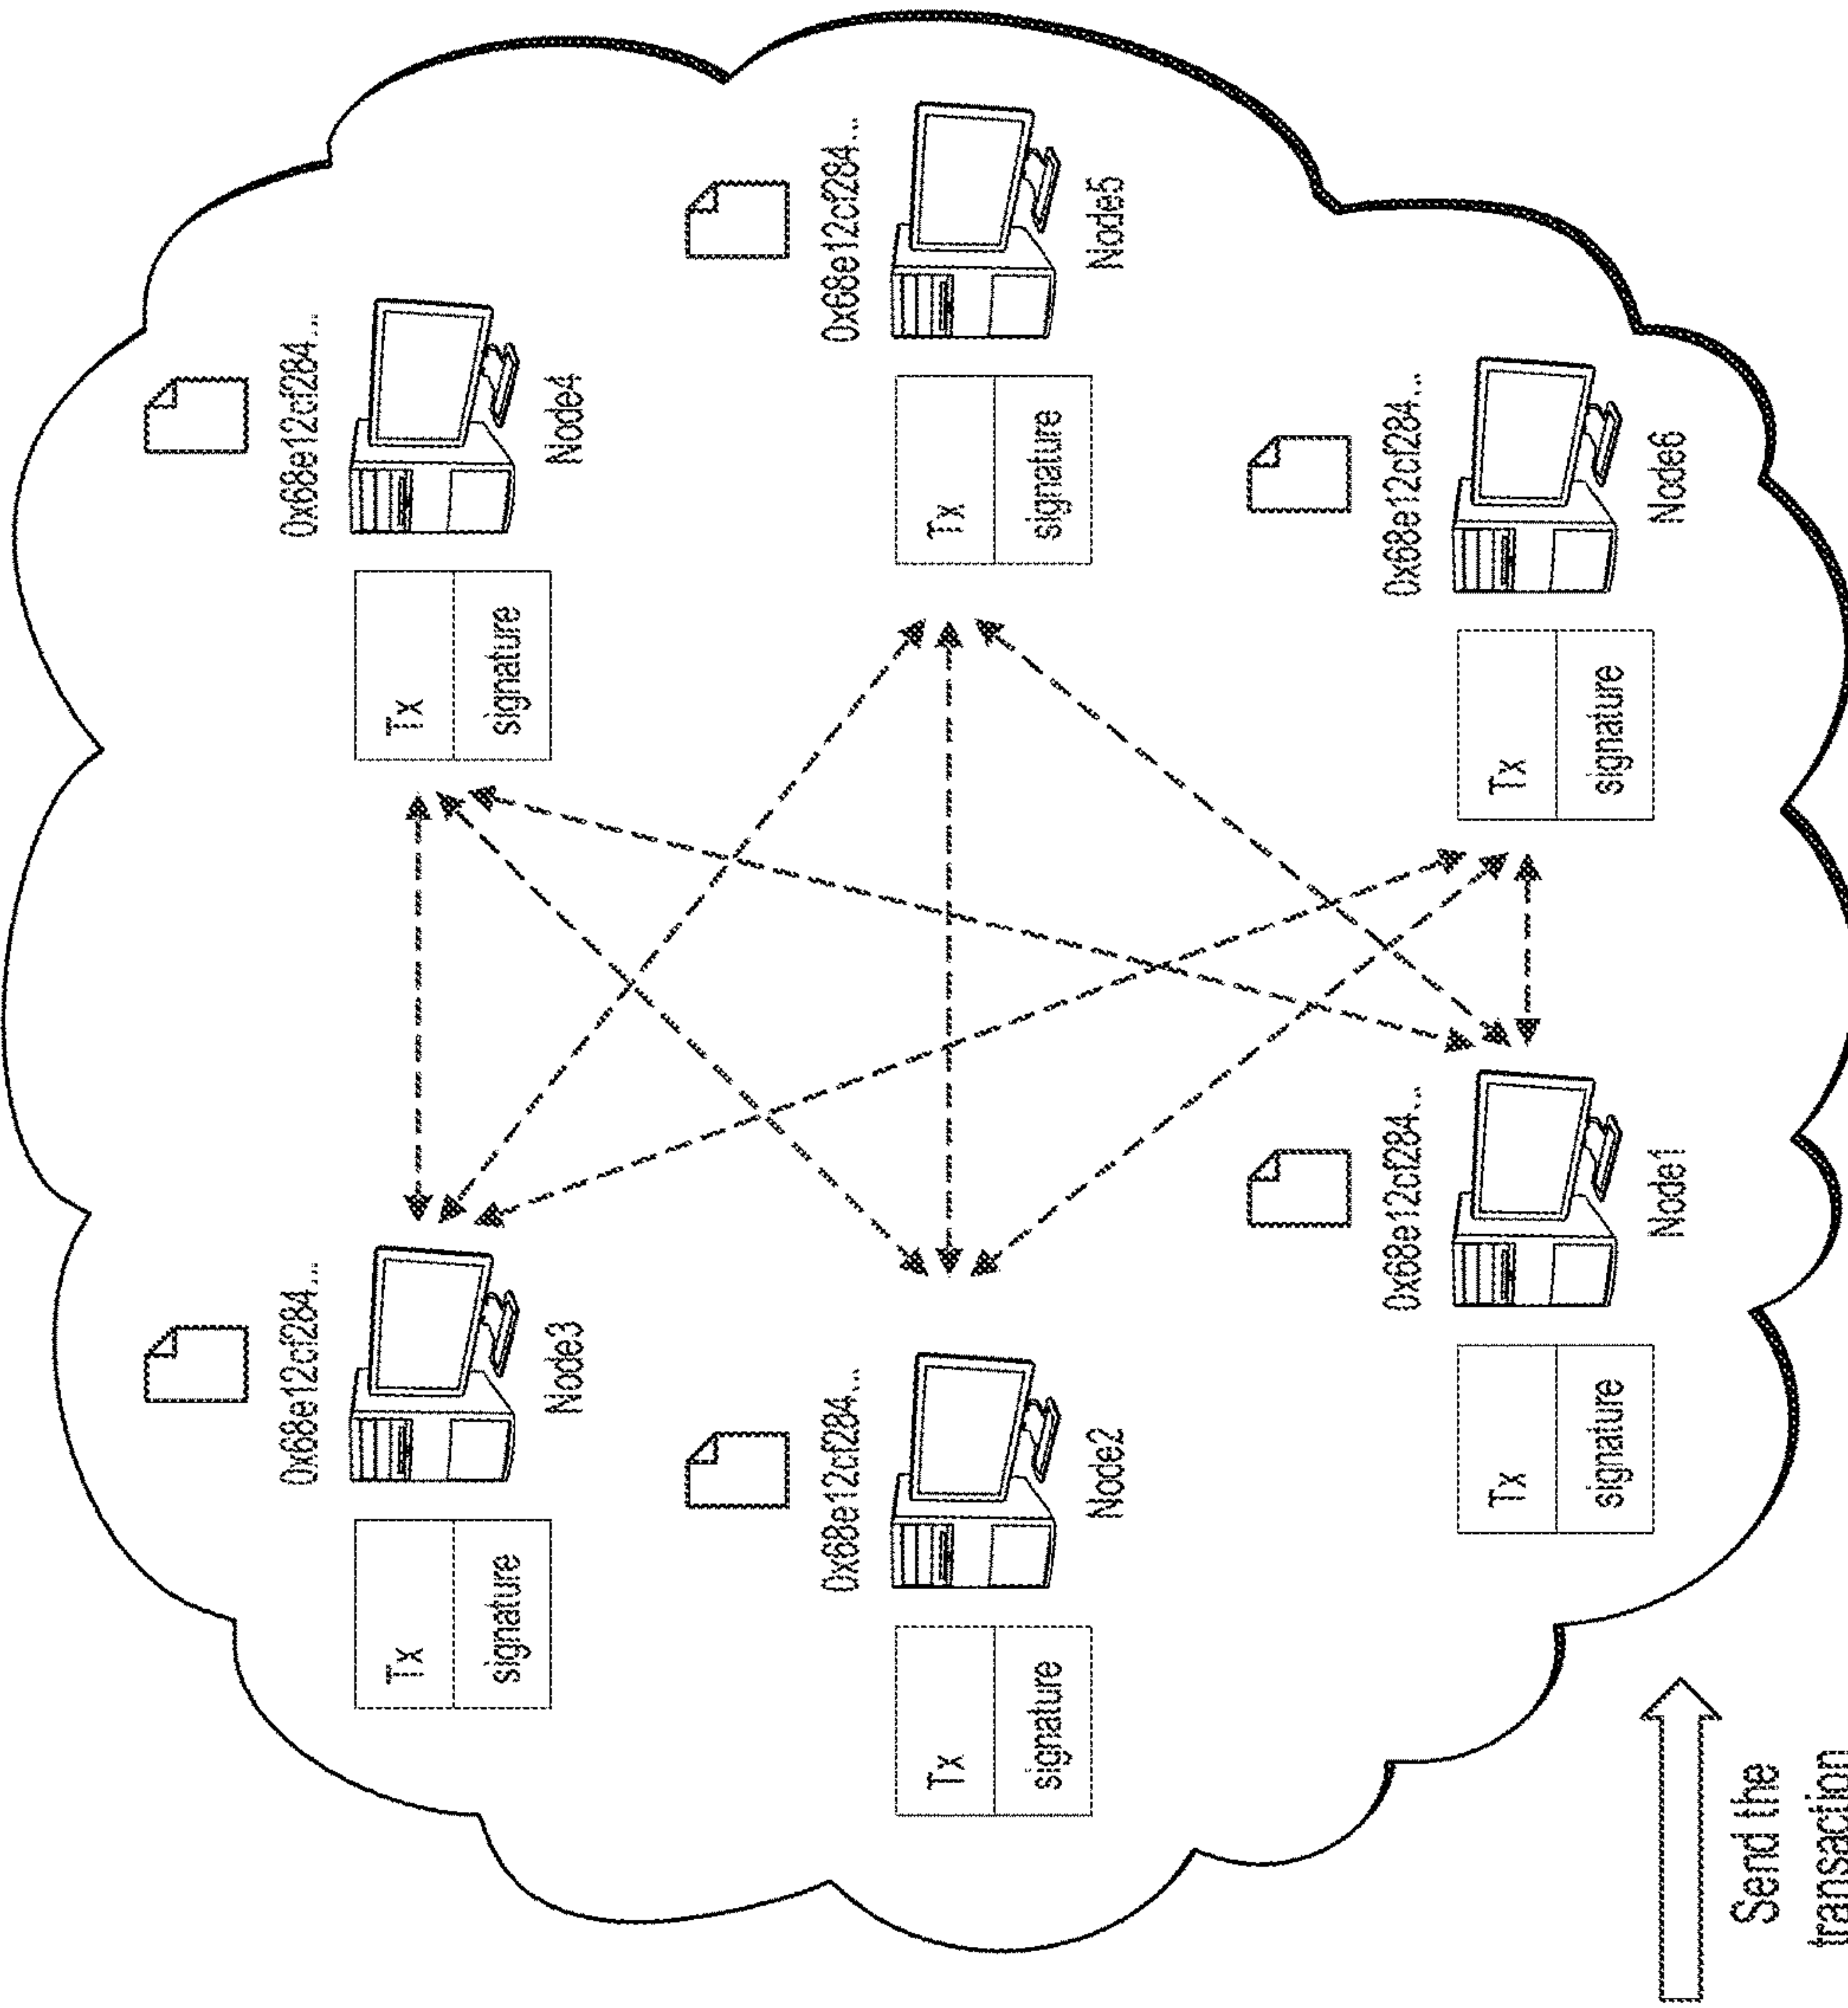 0x68e12cf284...
Tx
signature
Node3
0x68e12cf284...
Tx
signature
Node4
0x68e12cf284...
Tx
signature
Node2
0x68e12cf284...
Tx
signature
Node5
0x68e12cf284...
Tx
signature
Node1
0x68e12cf284...
Tx
signature
Node6
Send the
transaction